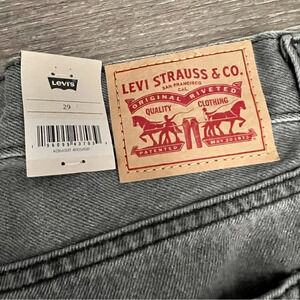 Levi's
29
LEVI STRAUSS & CO.
SAN FRANCISCO
CAL.
ORIGINAL RIVETED
QUALITY CLOTHING
PATENTED MAY 20 1873